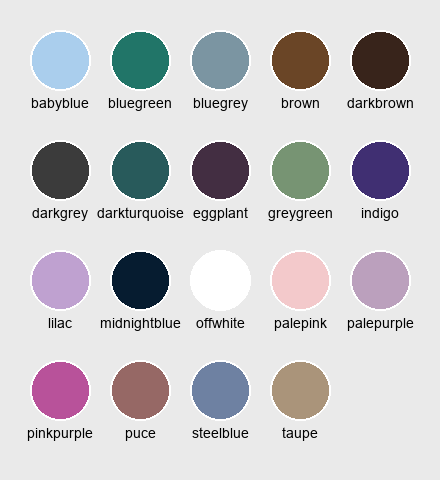 babyblue bluegreen bluegrey brown darkbrown
darkgrey darkturquoise eggplant greygreen indigo
lilac midnightblue offwhite palepink palepurple
pinkpurple puce steelblue taupe